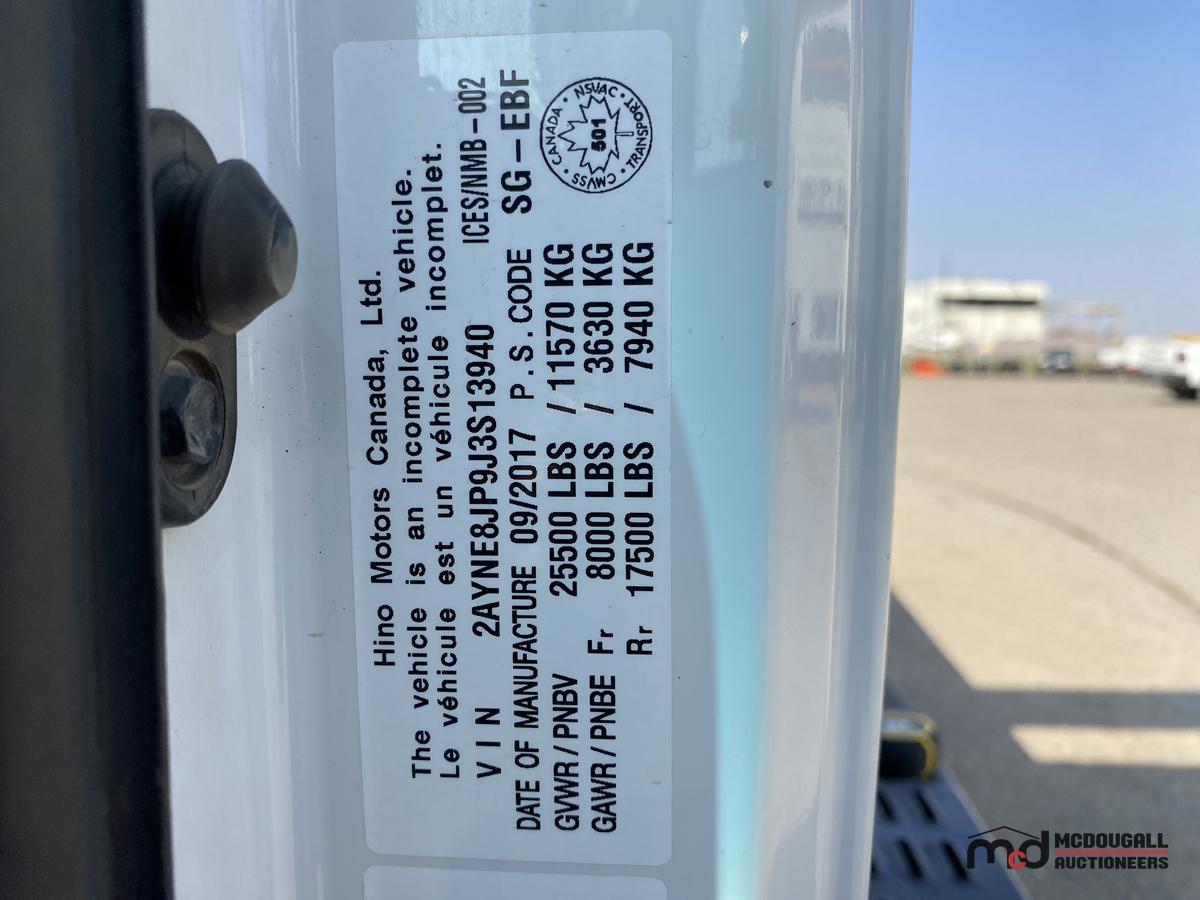 Hino Motors Canada, Ltd.
The vehicle is an incomplete vehicle.
Le véhicule est un véhicule incomplet.
VIN 2AYNE8JP9J3S13940 ICES/NMB-002
DATE OF MANUFACTURE 09/2017 P.S.CODE SG-EBF
GVWR/PNBV 25500 LBS /11570 KG
GAWR/PNBE Fr 8000 LBS / 3630 KG
Rr 17500 LBS / 7940 KG
CANADA · NSVAC · TRANSPORT · CMVSS ·
501
mcd MCDOUGALL
AUCTIONEERS